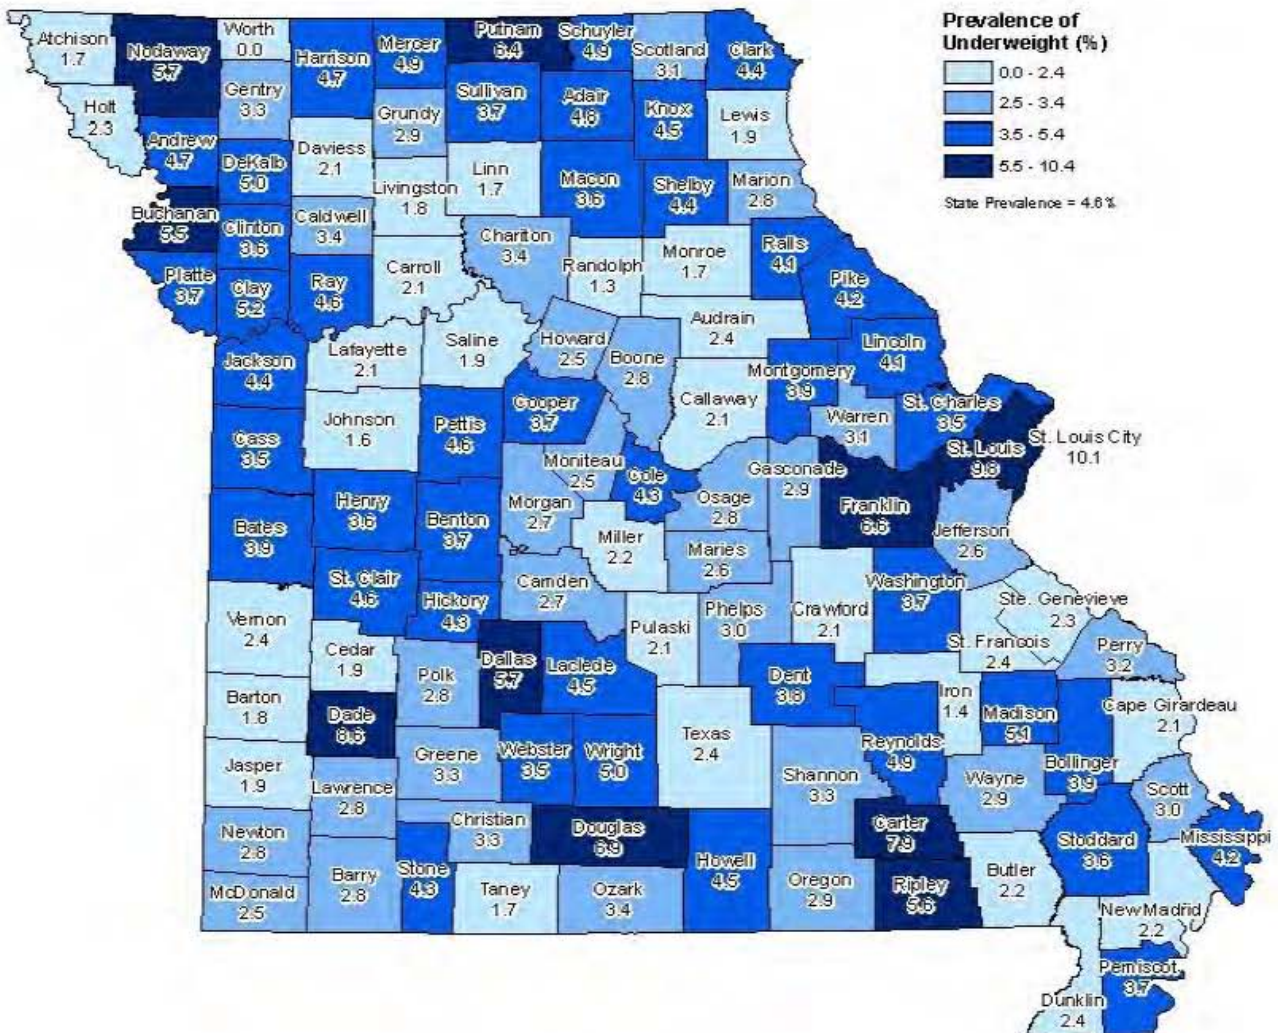 Prevalence of
Underweight (%)
0.0 - 2.4
2.5 - 3.4
3.5 - 5.4
5.5 - 10.4
State Prevalence = 4.6%
Atchison
1.7
Nodaway
5.7
Worth
0.0
Harrison
4.7
Mercer
4.9
Putnam
6.4
Schuyler
4.9
Scotland
3.1
Clark
4.4
Holt
2.3
Gentry
3.3
Grundy
2.9
Sullivan
3.7
Adair
4.8
Knox
4.5
Lewis
1.9
Andrew
4.7
DeKalb
5.0
Daviess
2.1
Livingston
1.8
Linn
1.7
Macon
3.6
Shelby
4.4
Marion
2.8
Buchanan
5.5
Clinton
3.6
Caldwell
3.4
Chariton
3.4
Randolph
1.3
Monroe
1.7
Ralls
4.1
Platte
3.7
Clay
5.2
Ray
4.6
Carroll
2.1
Pike
4.2
Audrain
2.4
Jackson
4.4
Lafayette
2.1
Saline
1.9
Howard
2.5
Boone
2.8
Callaway
2.1
Montgomery
3.9
Lincoln
4.1
Warren
3.1
St. Charles
3.5
St. Louis
9.8
St. Louis City
10.1
Cass
3.5
Johnson
1.6
Pettis
4.6
Cooper
3.7
Moniteau
2.5
Cole
4.3
Osage
2.8
Gasconade
2.9
Franklin
6.6
Jefferson
2.6
Bates
3.9
Henry
3.6
Benton
3.7
Morgan
2.7
Miller
2.2
Maries
2.6
St. Clair
4.6
Hickory
4.3
Camden
2.7
Pulaski
2.1
Phelps
3.0
Crawford
2.1
Washington
3.7
Ste. Genevieve
2.3
St. Francois
2.4
Perry
3.2
Vernon
2.4
Cedar
1.9
Polk
2.8
Dallas
5.7
Laclede
4.5
Dent
3.8
Iron
1.4
Madison
5.1
Cape Girardeau
2.1
Barton
1.8
Dade
8.6
Greene
3.3
Webster
3.5
Wright
5.0
Texas
2.4
Shannon
3.3
Reynolds
4.9
Wayne
2.9
Bollinger
3.9
Scott
3.0
Jasper
1.9
Lawrence
2.8
Christian
3.3
Douglas
6.9
Howell
4.5
Carter
7.9
Stoddard
3.6
Mississippi
4.2
Newton
2.8
McDonald
2.5
Barry
2.8
Stone
4.3
Taney
1.7
Ozark
3.4
Oregon
2.9
Ripley
5.6
Butler
2.2
New Madrid
2.2
Pemiscot
3.7
Dunklin
2.4